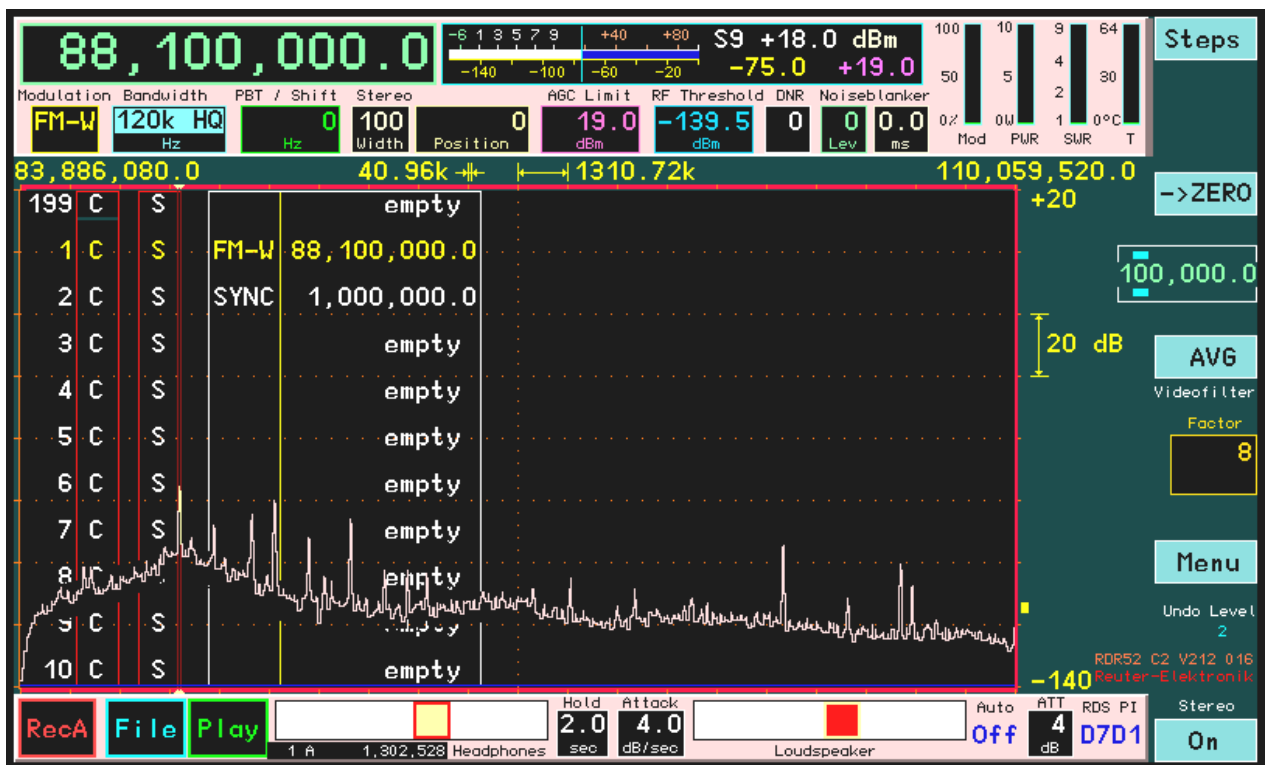 88,100,000.0
-6 1 3 5 7 9 +40 +80
-140 -100 -60 -20
S9 +18.0 dBm
-75.0 +19.0
100 10 9 64
50 5 4 30
2
0% 0W 1 0°C
Mod PWR SWR T
Steps
Modulation Bandwidth PBT / Shift Stereo AGC Limit RF Threshold DNR Noiseblanker
FM-W 120k HQ 0 100 0 19.0 -139.5 0 0 0.0
Hz Hz Width Position dBm dBm Lev ms
83,886,080.0 40.96k 1310.72k 110,059,520.0
->ZERO
+20
199 C S empty
1 C S FM-W 88,100,000.0
100,000.0
2 C S SYNC 1,000,000.0
3 C S empty
20 dB
AVG
4 C S empty
Videofilter
Factor
5 C S empty
8
6 C S empty
7 C S empty
Menu
8 C empty
Undo Level
2
9 C S
RDR52 C2 V212 016
10 C S empty
-140
Reuter-Elektronik
RecA File Play
1 A 1,302,528 Headphones
Hold Attack
2.0 4.0
sec dB/sec
Loudspeaker
Auto ATT RDS PI
Off 4 D7D1
dB
Stereo
On